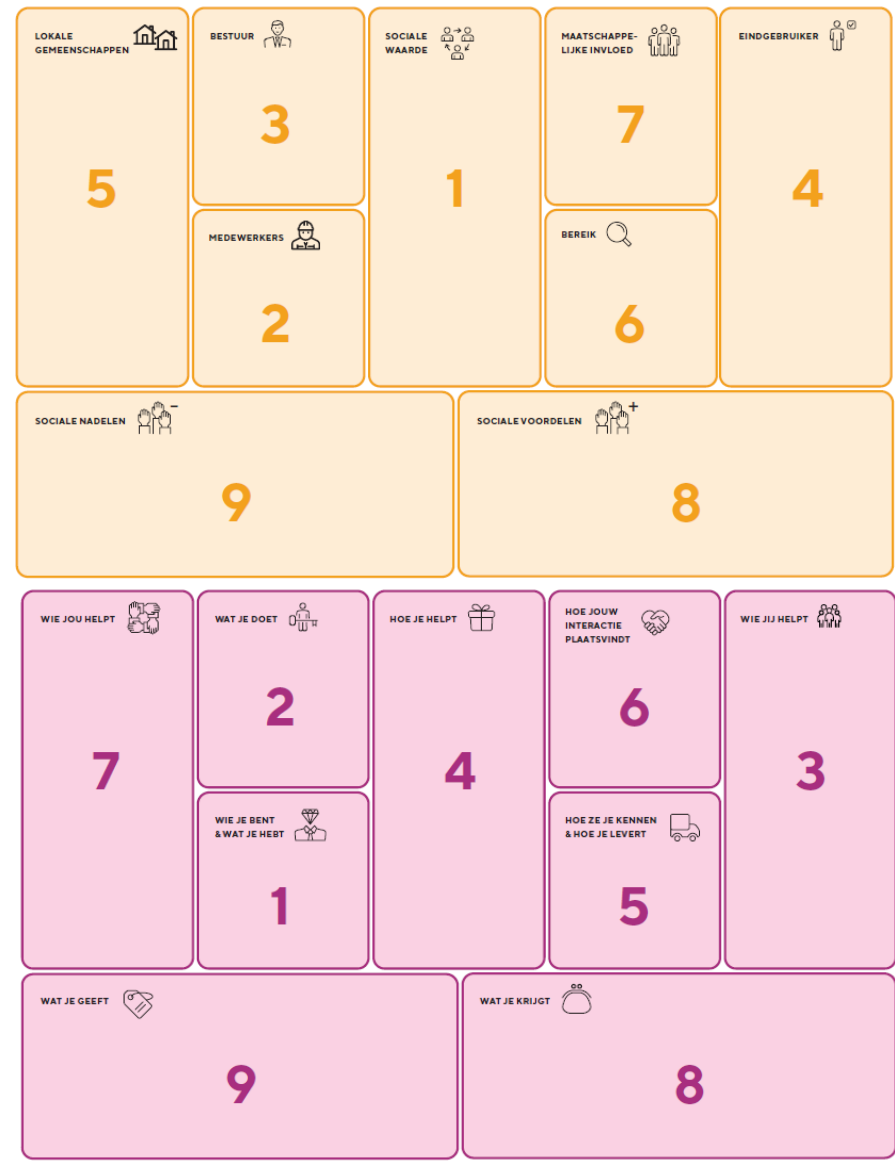 LOKALE
GEMEENSCHAPPEN
5
BESTUUR
3
MEDEWERKERS
2
SOCIALE
WAARDE
1
MAATSCHAPPE-
LIJKE INVLOED
7
BEREIK
6
EINDGEBRUIKER
4
SOCIALE NADELEN
9
SOCIALE VOORDELEN
8
WIE JOU HELPT
7
WAT JE DOET
2
WIE JE BENT
& WAT JE HEBT
1
HOE JE HELPT
4
HOE JOUW
INTERACTIE
PLAATSVINDT
6
HOE ZE JE KENNEN
& HOE JE LEVERT
5
WIE JIJ HELPT
3
WAT JE GEEFT
9
WAT JE KRIJGT
8